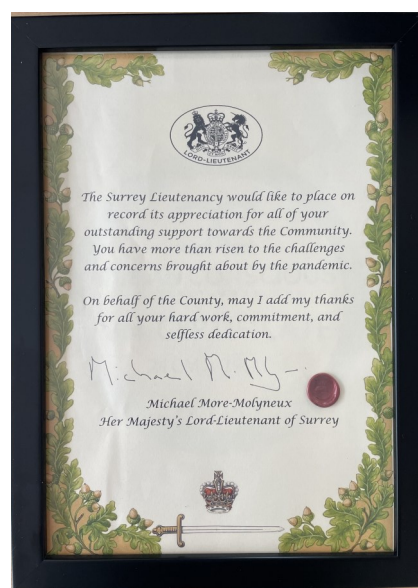 LORD-LIEUTENANT
The Surrey Lieutenancy would like to place on
record its appreciation for all of your
outstanding support towards the Community.
You have more than risen to the challenges
and concerns brought about by the pandemic.
On behalf of the County, may I add my thanks
for all your hard work, commitment, and
selfless dedication.
Michael M. M
Michael More-Molyneux
Her Majesty's Lord-Lieutenant of Surrey